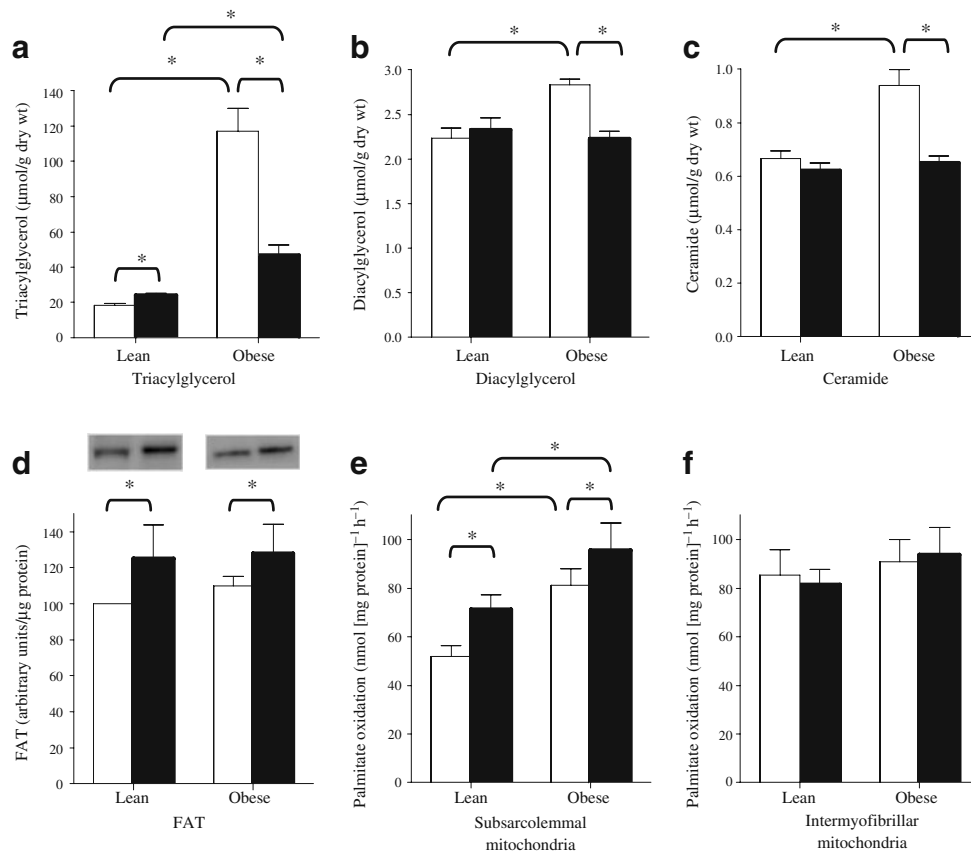 a
*
*
*
*
Triacylglycerol (µmol/g dry wt)
140
120
100
80
60
40
20
0
Lean
Obese
Triacylglycerol
b
*
*
Diacylglycerol (µmol/g dry wt)
3.0
2.5
2.0
1.5
1.0
0.5
0.0
Lean
Obese
Diacylglycerol
c
*
*
Ceramide (µmol/g dry wt)
1.0
0.8
0.6
0.4
0.2
0.0
Lean
Obese
Ceramide
d
*
*
FAT (arbitrary units/µg protein)
140
120
100
80
60
40
20
0
Lean
Obese
FAT
e
*
*
*
*
Palmitate oxidation (nmol [mg protein]⁻¹ h⁻¹)
100
80
60
40
20
0
Lean
Obese
Subsarcolemmal
mitochondria
f
Palmitate oxidation (nmol [mg protein]⁻¹ h⁻¹)
100
80
60
40
20
0
Lean
Obese
Intermyofibrillar
mitochondria